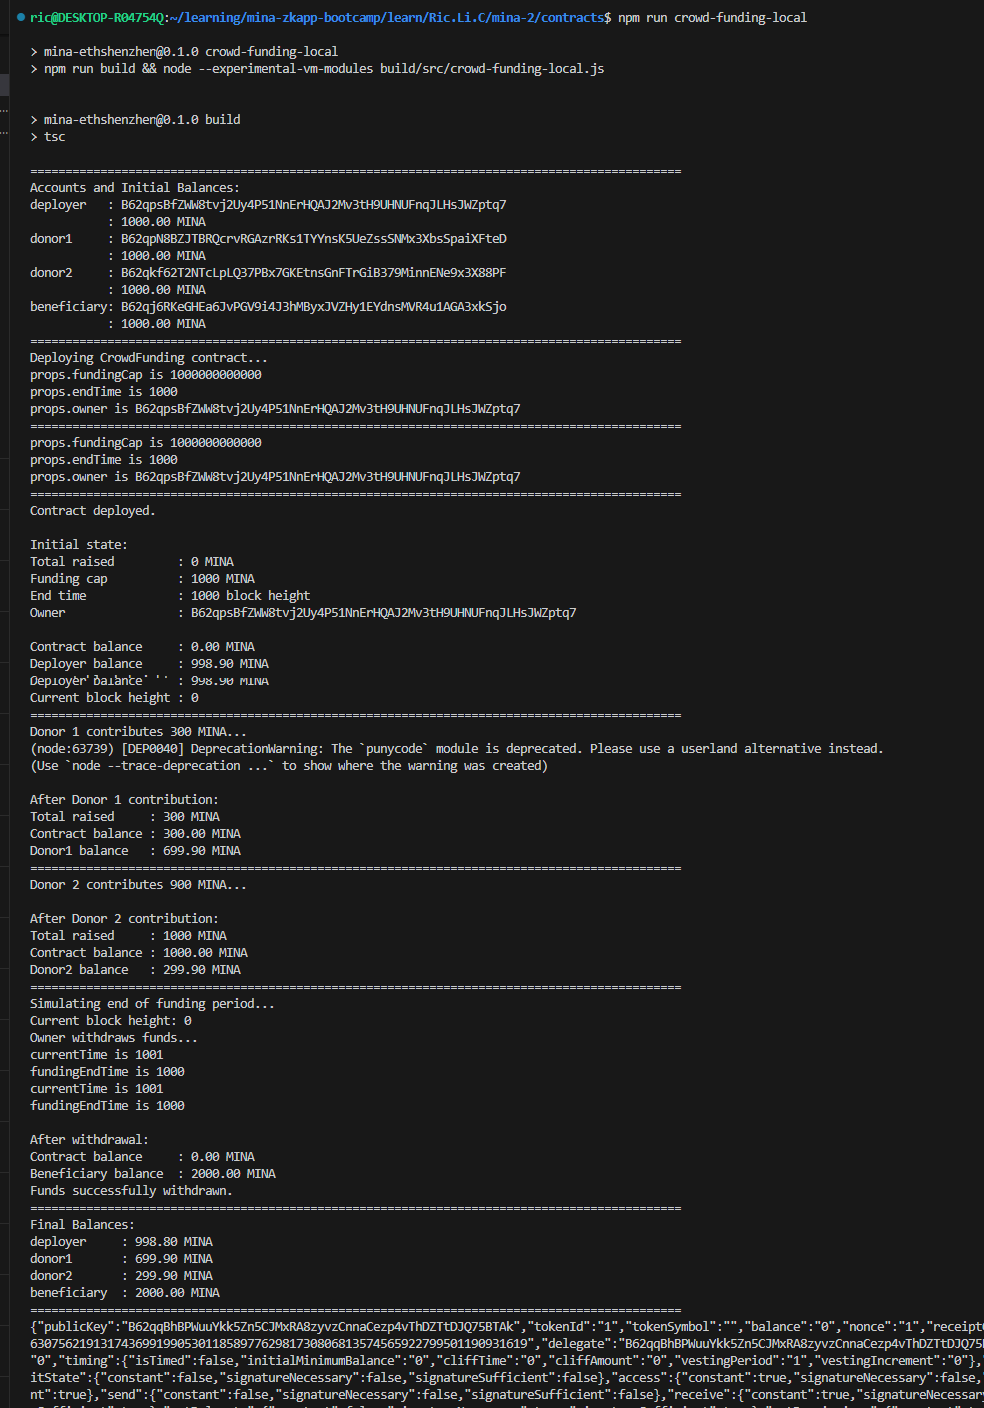 ric@DESKTOP-R04754Q:~/learning/mina-zkapp-bootcamp/learn/Ric.Li.C/mina-2/contracts$ npm run crowd-funding-local
> mina-ethshenzhen@0.1.0 crowd-funding-local
> npm run build && node --experimental-vm-modules build/src/crowd-funding-local.js
> mina-ethshenzhen@0.1.0 build
> tsc
=============================================================================================
Accounts and Initial Balances:
deployer   : B62qpsBfZWW8tvj2Uy4P51NnErHQAJ2Mv3tH9UHNUFnqJLHsJWZptq7
           : 1000.00 MINA
donor1     : B62qpN8BZJTBRQcrvRGAzrRKs1TYYnsK5UeZssSNMx3XbsSpaiXFteD
           : 1000.00 MINA
donor2     : B62qkf62T2NTcLpLQ37PBx7GKEtnsGnFTrGiB379MinnENe9x3X88PF
           : 1000.00 MINA
beneficiary: B62qj6RKeGHEa6JvPGV9i4J3hMByxJVZHy1EYdnsMVR4u1AGA3xkSjo
           : 1000.00 MINA
=============================================================================================
Deploying CrowdFunding contract...
props.fundingCap is 1000000000000
props.endTime is 1000
props.owner is B62qpsBfZWW8tvj2Uy4P51NnErHQAJ2Mv3tH9UHNUFnqJLHsJWZptq7
=============================================================================================
props.fundingCap is 1000000000000
props.endTime is 1000
props.owner is B62qpsBfZWW8tvj2Uy4P51NnErHQAJ2Mv3tH9UHNUFnqJLHsJWZptq7
=============================================================================================
Contract deployed.
Initial state:
Total raised         : 0 MINA
Funding cap          : 1000 MINA
End time             : 1000 block height
Owner                : B62qpsBfZWW8tvj2Uy4P51NnErHQAJ2Mv3tH9UHNUFnqJLHsJWZptq7
Contract balance     : 0.00 MINA
Deployer balance     : 998.90 MINA
Deployer balance     : 998.90 MINA
Current block height : 0
=============================================================================================
Donor 1 contributes 300 MINA...
(node:63739) [DEP0040] DeprecationWarning: The `punycode` module is deprecated. Please use a userland alternative instead.
(Use `node --trace-deprecation ...` to show where the warning was created)
After Donor 1 contribution:
Total raised     : 300 MINA
Contract balance : 300.00 MINA
Donor1 balance   : 699.90 MINA
=============================================================================================
Donor 2 contributes 900 MINA...
After Donor 2 contribution:
Total raised     : 1000 MINA
Contract balance : 1000.00 MINA
Donor2 balance   : 299.90 MINA
=============================================================================================
Simulating end of funding period...
Current block height: 0
Owner withdraws funds...
currentTime is 1001
fundingEndTime is 1000
currentTime is 1001
fundingEndTime is 1000
After withdrawal:
Contract balance     : 0.00 MINA
Beneficiary balance  : 2000.00 MINA
Funds successfully withdrawn.
=============================================================================================
Final Balances:
deployer     : 998.80 MINA
donor1       : 699.90 MINA
donor2       : 299.90 MINA
beneficiary  : 2000.00 MINA
=============================================================================================
{"publicKey":"B62qqBhBPWuuYkk5Zn5CJMxRA8zyvzCnnaCezp4vThDZTtDJQ75BTAk","tokenId":"1","tokenSymbol":"","balance":"0","nonce":"1","receipt
63075621913174369919905301185897762981730806813574565922799501190931619","delegate":"B62qqBhBPWuuYkk5Zn5CJMxRA8zyvzCnnaCezp4vThDZTtDJQ75
"0","timing":{"isTimed":false,"initialMinimumBalance":"0","cliffTime":"0","cliffAmount":"0","vestingPeriod":"1","vestingIncrement":"0"},
itState":{"constant":false,"signatureNecessary":false,"signatureSufficient":false},"access":{"constant":true,"signatureNecessary":false,
nt":true},"send":{"constant":false,"signatureNecessary":false,"signatureSufficient":false},"receive":{"constant":true,"signatureNecessary